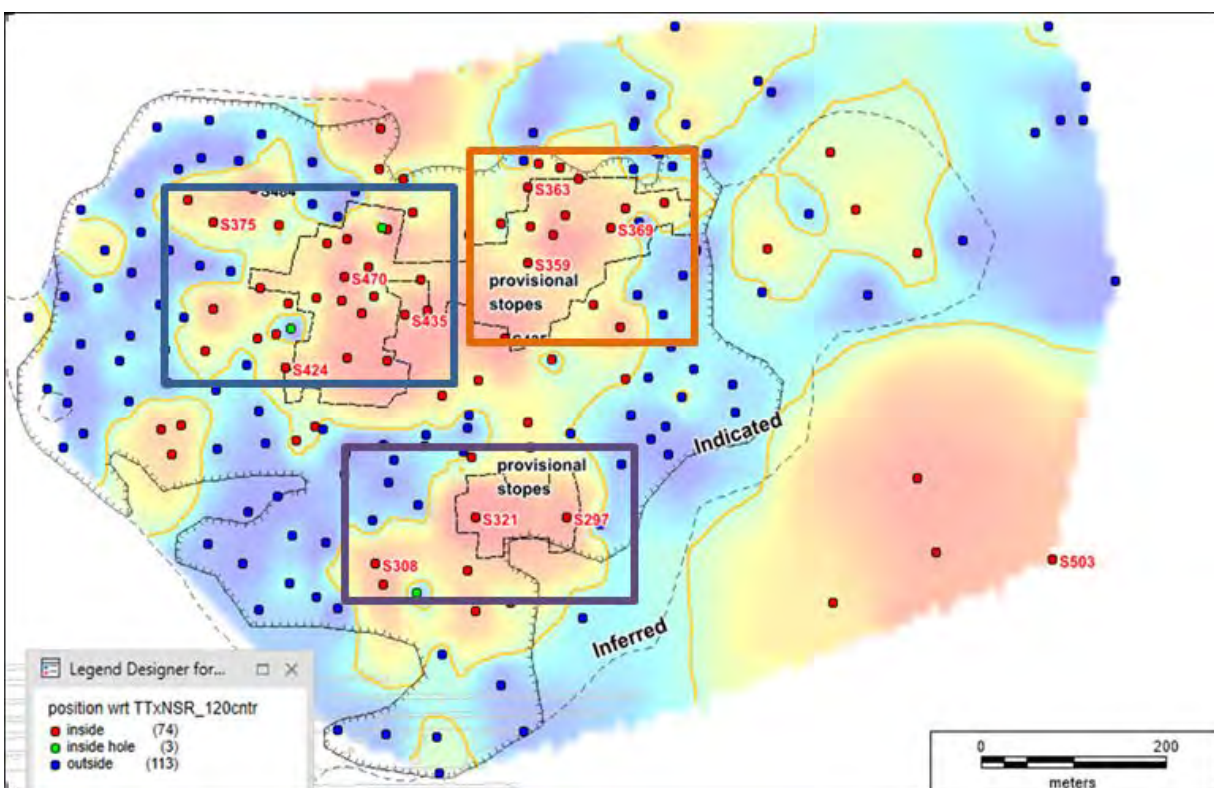 S484
S375
S363
S369
S359
S470
S435
S424
provisional
stopes
Indicated
provisional
stopes
S321
S297
S308
S503
Inferred
Legend Designer for...
position wrt TTxNSR_120cntr
inside (74)
inside hole (3)
outside (113)
0 200
meters